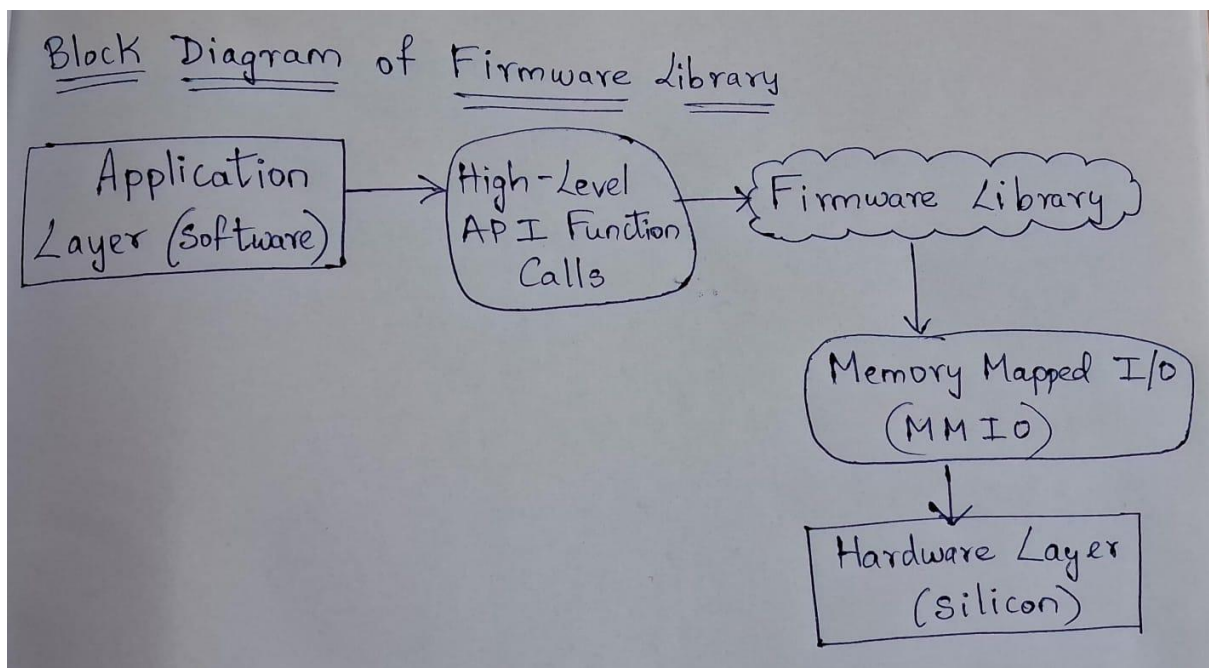 Block Diagram of Firmware Library
Application
Layer (Software)
High-Level
API Function
Calls
Firmware Library
Memory Mapped I/O
(MMIO)
Hardware Layer
(Silicon)